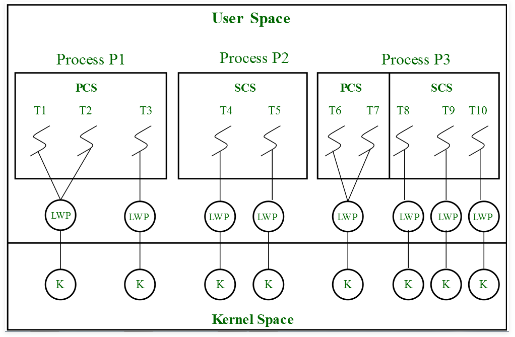 User Space
Process P1 Process P2 Process P3
PCS SCS PCS SCS
T1 T2 T3 T4 T5 T6 T7 T8 T9 T10
LWP LWP LWP LWP LWP LWP LWP LWP
K K K K K K K K
Kernel Space